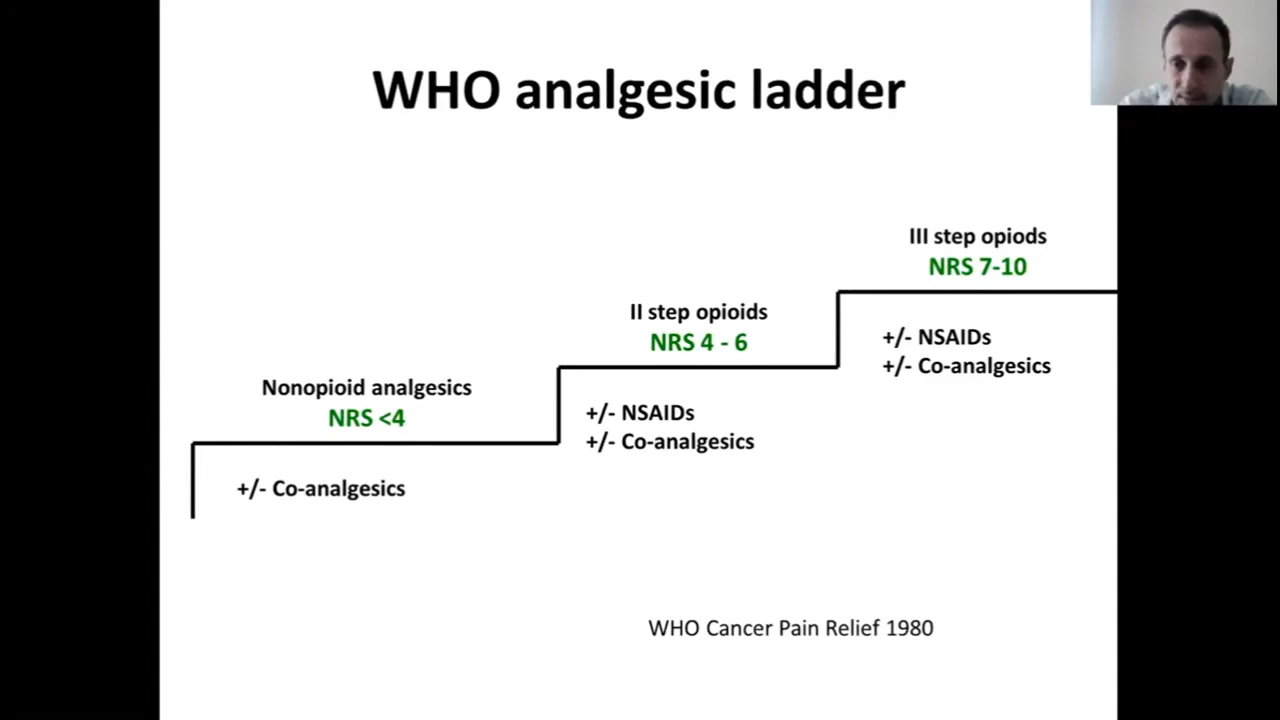 WHO analgesic ladder
III step opiods
NRS 7-10
+/- NSAIDs
+/- Co-analgesics
II step opioids
NRS 4 - 6
+/- NSAIDs
+/- Co-analgesics
Nonopioid analgesics
NRS <4
+/- Co-analgesics
WHO Cancer Pain Relief 1980